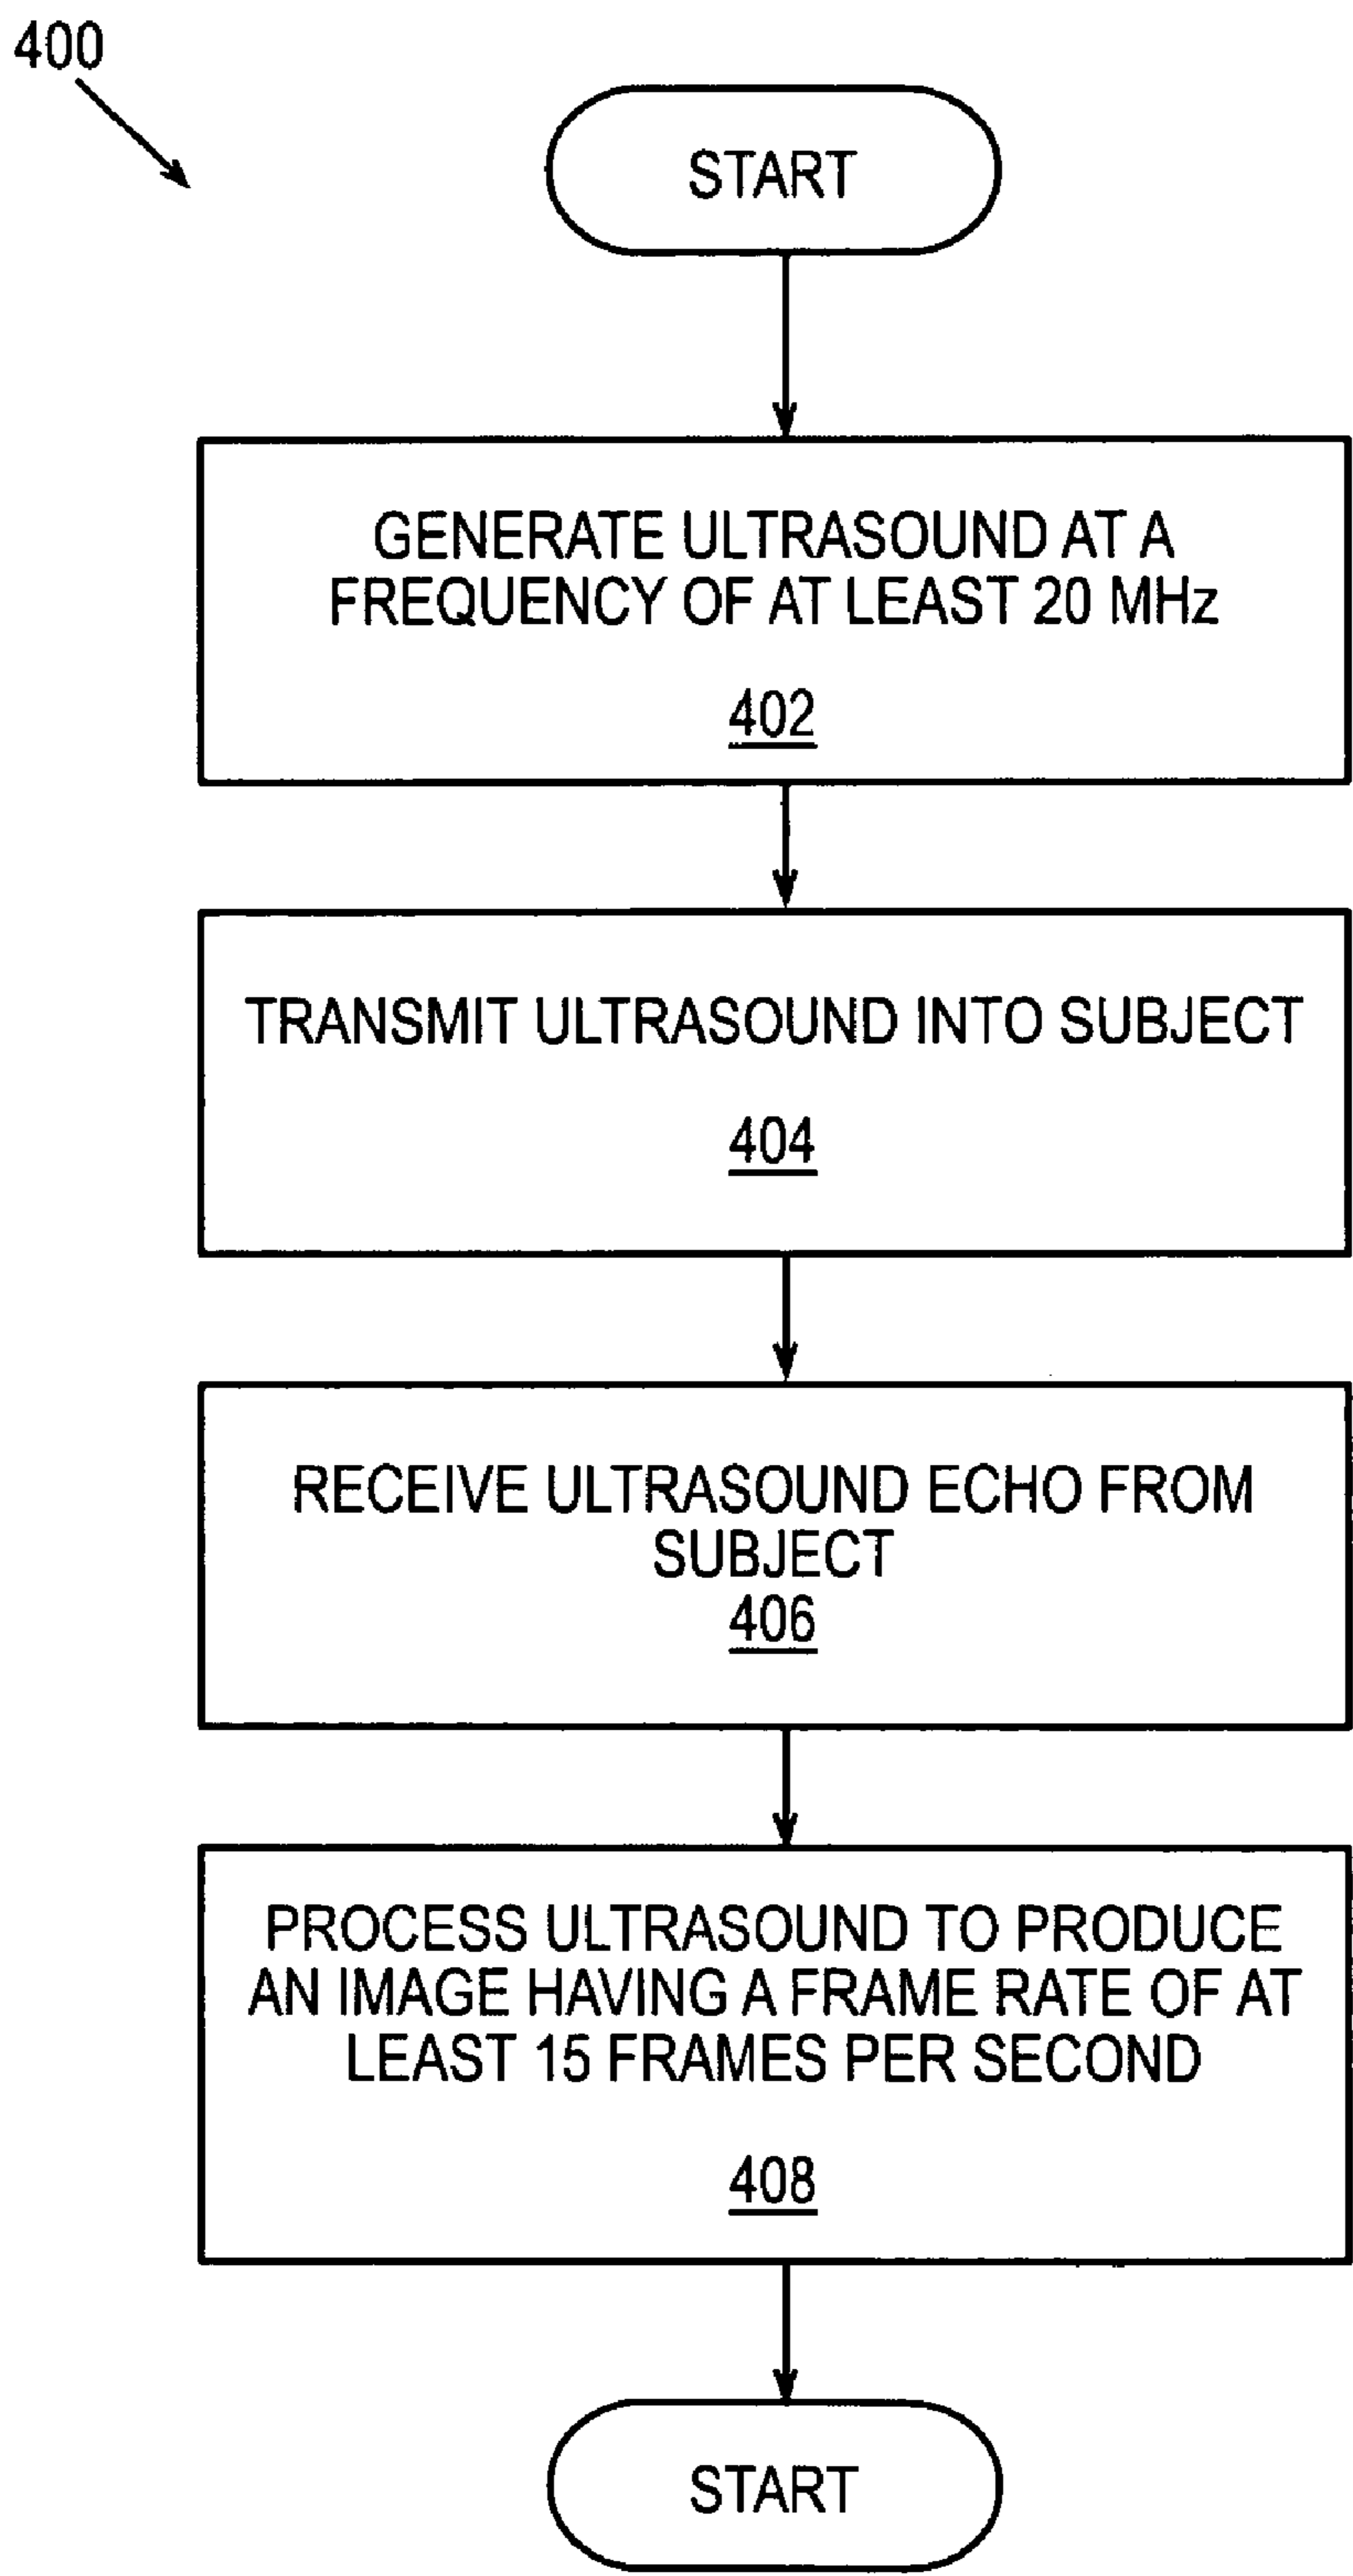 400
START
GENERATE ULTRASOUND AT A
FREQUENCY OF AT LEAST 20 MHz
402
TRANSMIT ULTRASOUND INTO SUBJECT
404
RECEIVE ULTRASOUND ECHO FROM
SUBJECT
406
PROCESS ULTRASOUND TO PRODUCE
AN IMAGE HAVING A FRAME RATE OF AT
LEAST 15 FRAMES PER SECOND
408
START